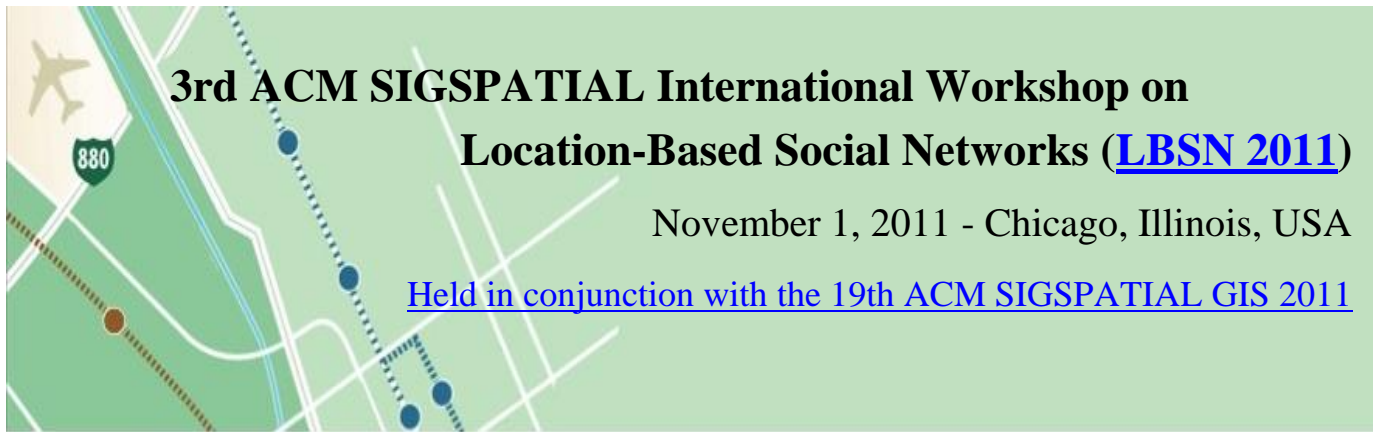 3rd ACM SIGSPATIAL International Workshop on
Location-Based Social Networks (LBSN 2011)
880
November 1, 2011 - Chicago, Illinois, USA
Held in conjunction with the 19th ACM SIGSPATIAL GIS 2011